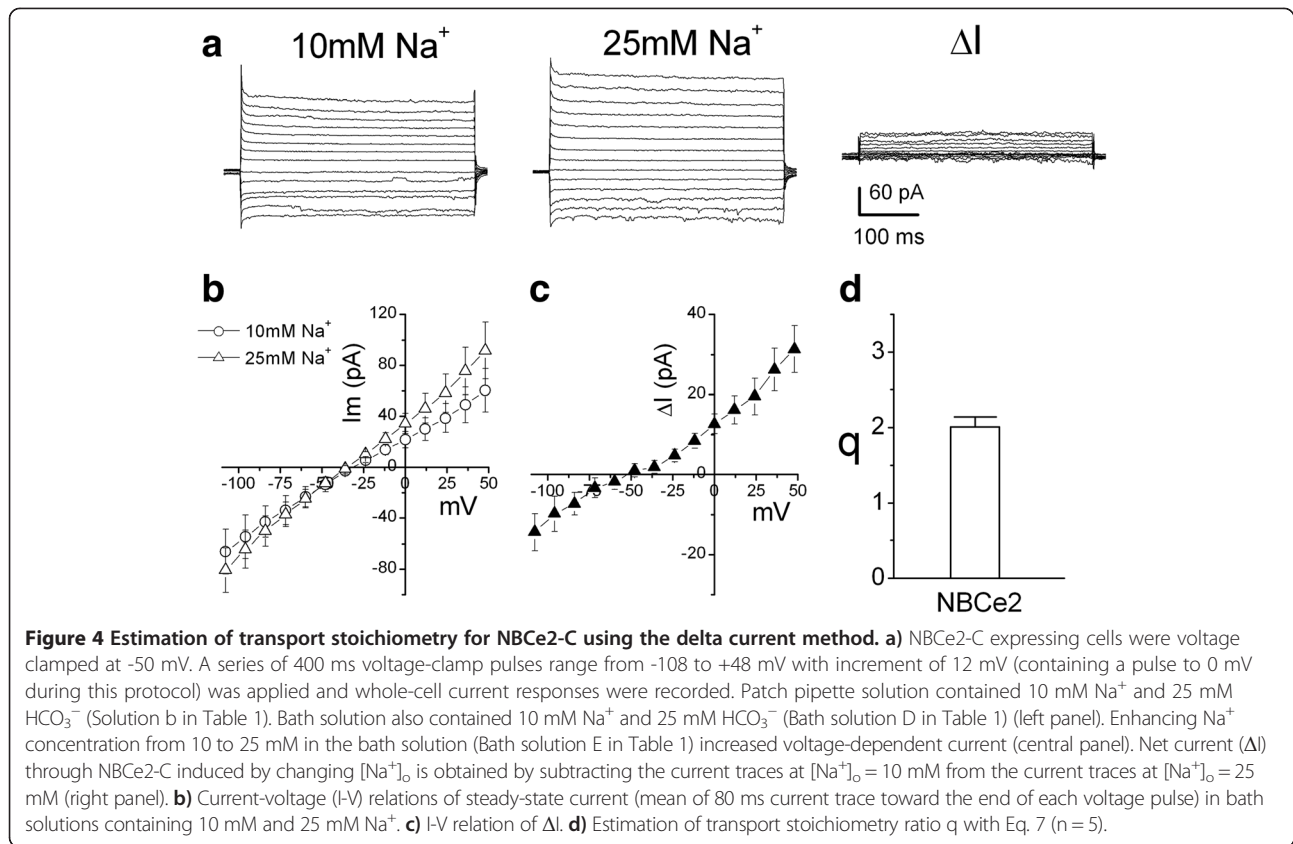 a
10mM Na⁺
25mM Na⁺
ΔI
60 pA
100 ms
b
10mM Na⁺
25mM Na⁺
Im (pA)
120
80
40
0
-40
-80
-100
-75
-50
-25
0
25
50
mV
c
ΔI (pA)
40
20
0
-20
-100
-75
-50
-25
0
25
50
mV
d
q
3
2
1
0
NBCe2
Figure 4 Estimation of transport stoichiometry for NBCe2-C using the delta current method. a) NBCe2-C expressing cells were voltage
clamped at -50 mV. A series of 400 ms voltage-clamp pulses range from -108 to +48 mV with increment of 12 mV (containing a pulse to 0 mV
during this protocol) was applied and whole-cell current responses were recorded. Patch pipette solution contained 10 mM Na⁺ and 25 mM
HCO₃⁻ (Solution b in Table 1). Bath solution also contained 10 mM Na⁺ and 25 mM HCO₃⁻ (Bath solution D in Table 1) (left panel). Enhancing Na⁺
concentration from 10 to 25 mM in the bath solution (Bath solution E in Table 1) increased voltage-dependent current (central panel). Net current (ΔI)
through NBCe2-C induced by changing [Na⁺]ₒ is obtained by subtracting the current traces at [Na⁺]ₒ = 10 mM from the current traces at [Na⁺]ₒ = 25
mM (right panel). b) Current-voltage (I-V) relations of steady-state current (mean of 80 ms current trace toward the end of each voltage pulse) in bath
solutions containing 10 mM and 25 mM Na⁺. c) I-V relation of ΔI. d) Estimation of transport stoichiometry ratio q with Eq. 7 (n = 5).